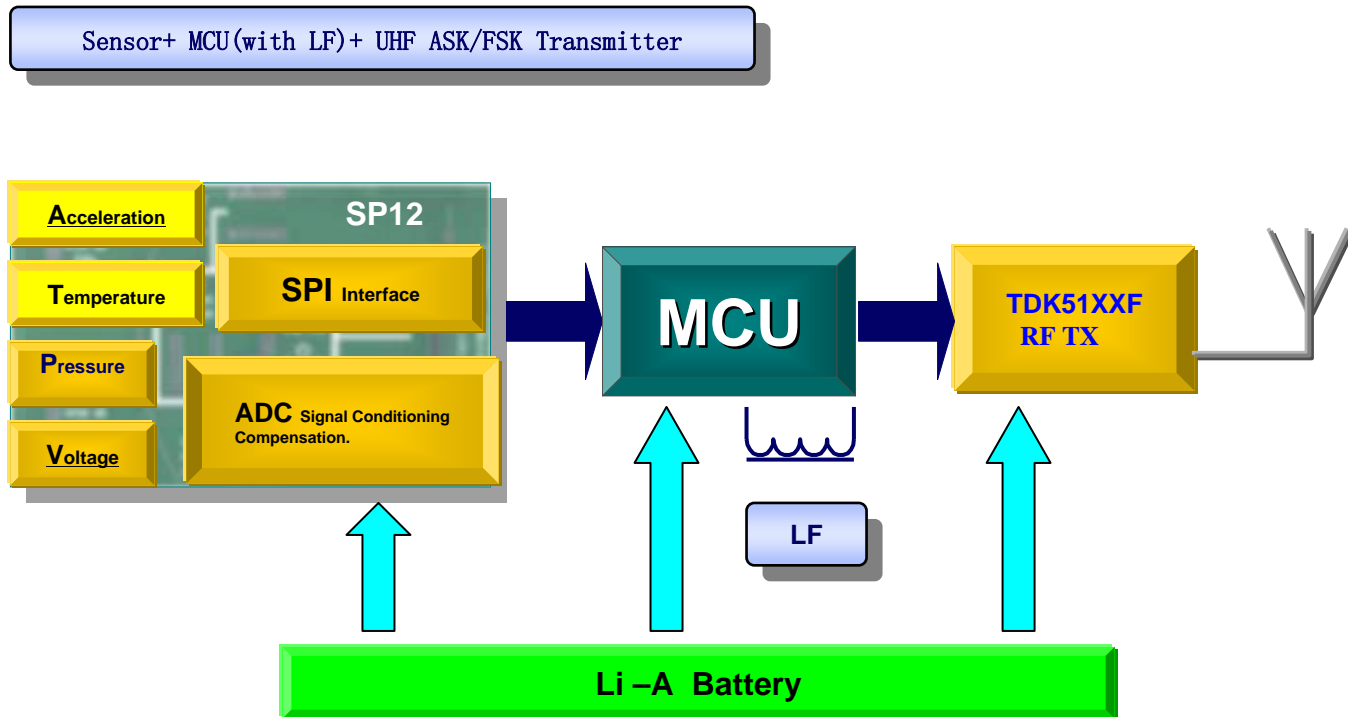 Sensor+ MCU(with LF)+ UHF ASK/FSK Transmitter
Acceleration
SP12
Temperature
SPI Interface
Pressure
ADC Signal Conditioning
Compensation.
Voltage
MCU
TDK51XXF
RF TX
LF
Li –A Battery